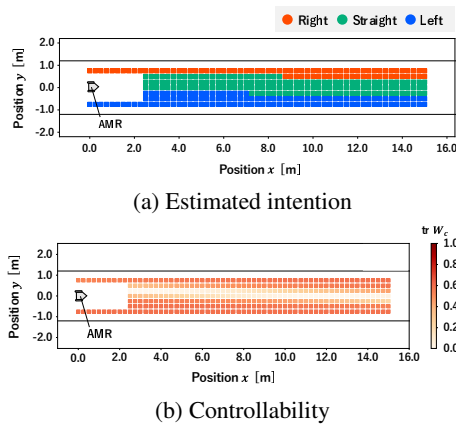 Right Straight Left
Position y [m]
2.0
1.0
0.0
-1.0
-2.0
AMR
0.0 2.0 4.0 6.0 8.0 10.0 12.0 14.0 16.0
Position x [m]
(a) Estimated intention
tr Wc
Position y [m]
2.0
1.0
0.0
-1.0
-2.0
AMR
1.0
0.8
0.6
0.4
0.2
0.0
0.0 2.0 4.0 6.0 8.0 10.0 12.0 14.0 16.0
Position x [m]
(b) Controllability